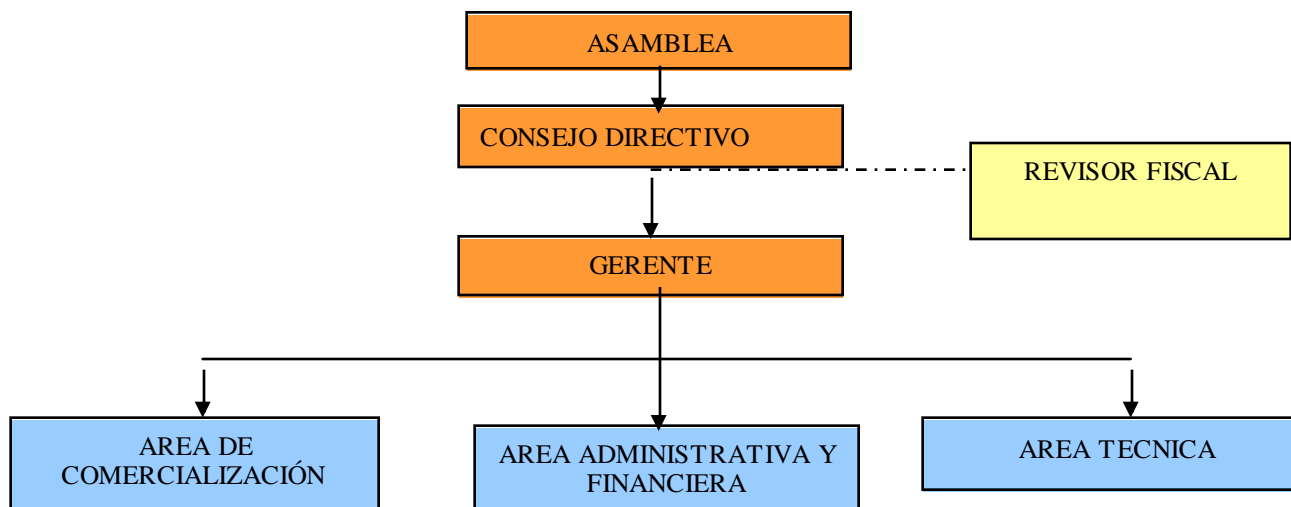 ASAMBLEA
CONSEJO DIRECTIVO
REVISOR FISCAL
GERENTE
AREA DE
COMERCIALIZACIÓN
AREA ADMINISTRATIVA Y
FINANCIERA
AREA TECNICA